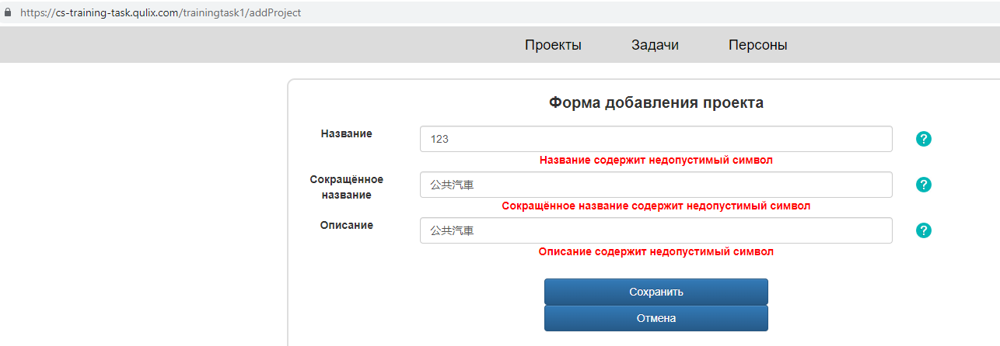 https://cs-training-task.qulix.com/trainingtask1/addProject
Проекты Задачи Персоны
Форма добавления проекта
Название 123 ?
Название содержит недопустимый символ
Сокращённое название 公共汽車 ?
Сокращённое название содержит недопустимый символ
Описание 公共汽車 ?
Описание содержит недопустимый символ
Сохранить
Отмена